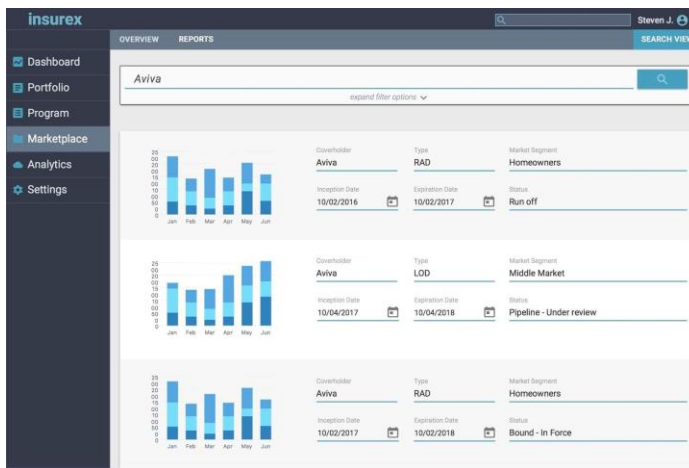 insurex
Steven J.
OVERVIEW REPORTS SEARCH VIEW
Dashboard
Portfolio
Program
Marketplace
Analytics
Settings
Aviva
expand filter options
Coverholder Type Market Segment
Aviva RAD Homeowners
Inception Date Expiration Date Status
10/02/2016 10/02/2017 Run off
Jan Feb Mar Apr May Jun
Coverholder Type Market Segment
Aviva LOD Middle Market
Inception Date Expiration Date Status
10/04/2017 10/04/2018 Pipeline - Under review
Jan Feb Mar Apr May Jun
Coverholder Type Market Segment
Aviva RAD Homeowners
Inception Date Expiration Date Status
10/02/2017 10/02/2018 Bound - In Force
Jan Feb Mar Apr May Jun